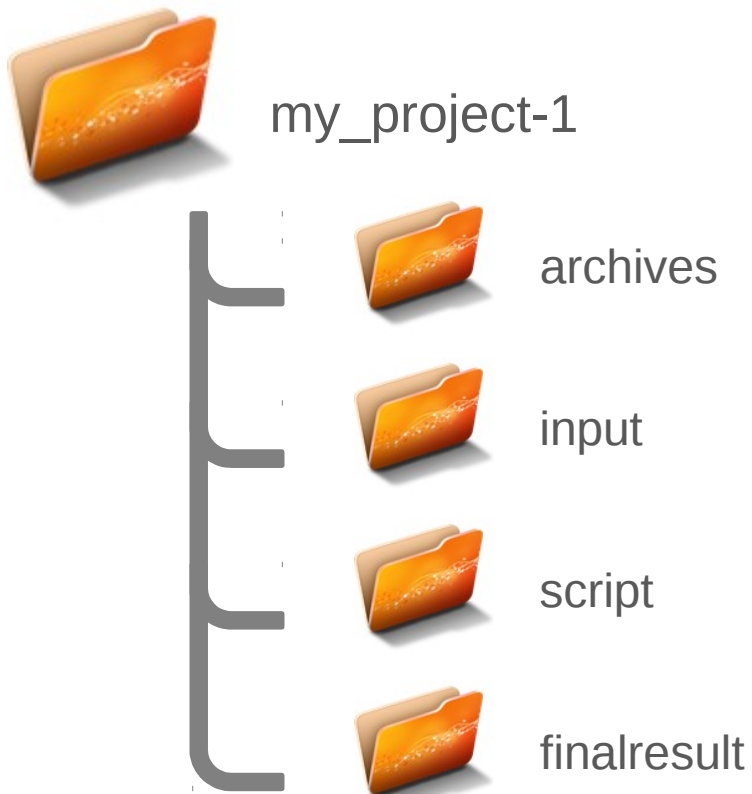 my_project-1
archives
input
script
finalresult